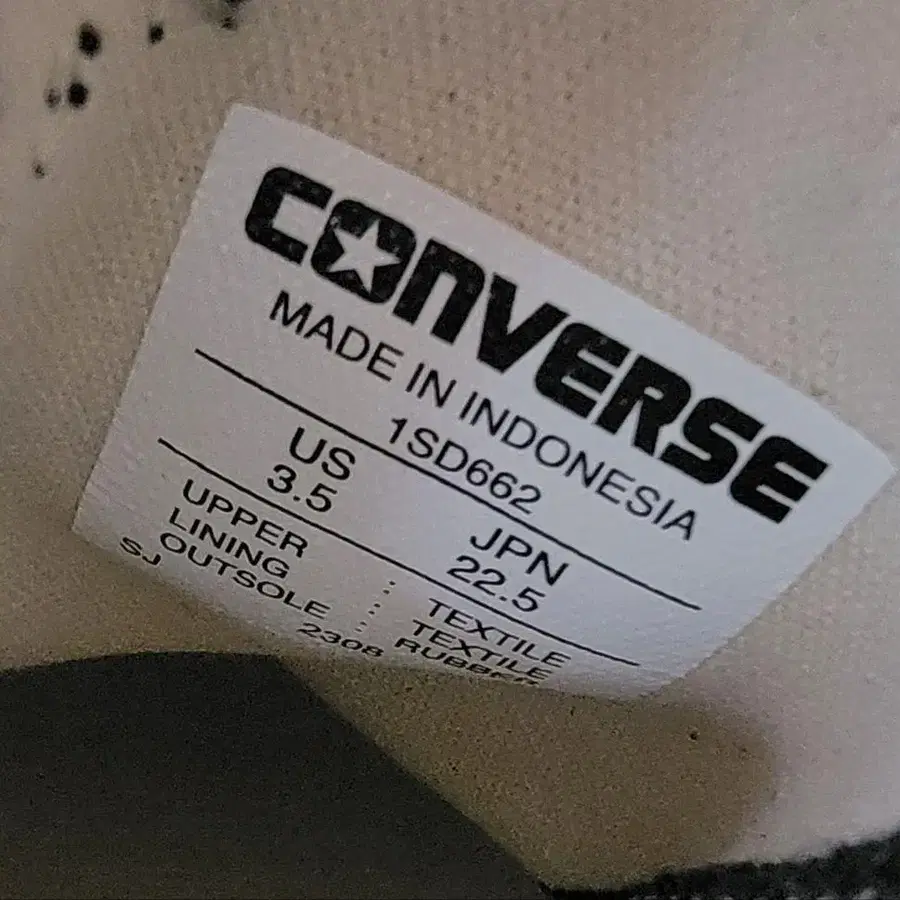 CONVERSE
MADE IN INDONESIA
1SD662
US JPN
3.5 22.5
UPPER : TEXTILE
LINING : TEXTILE
OUTSOLE : RUBBER
SJ 2308